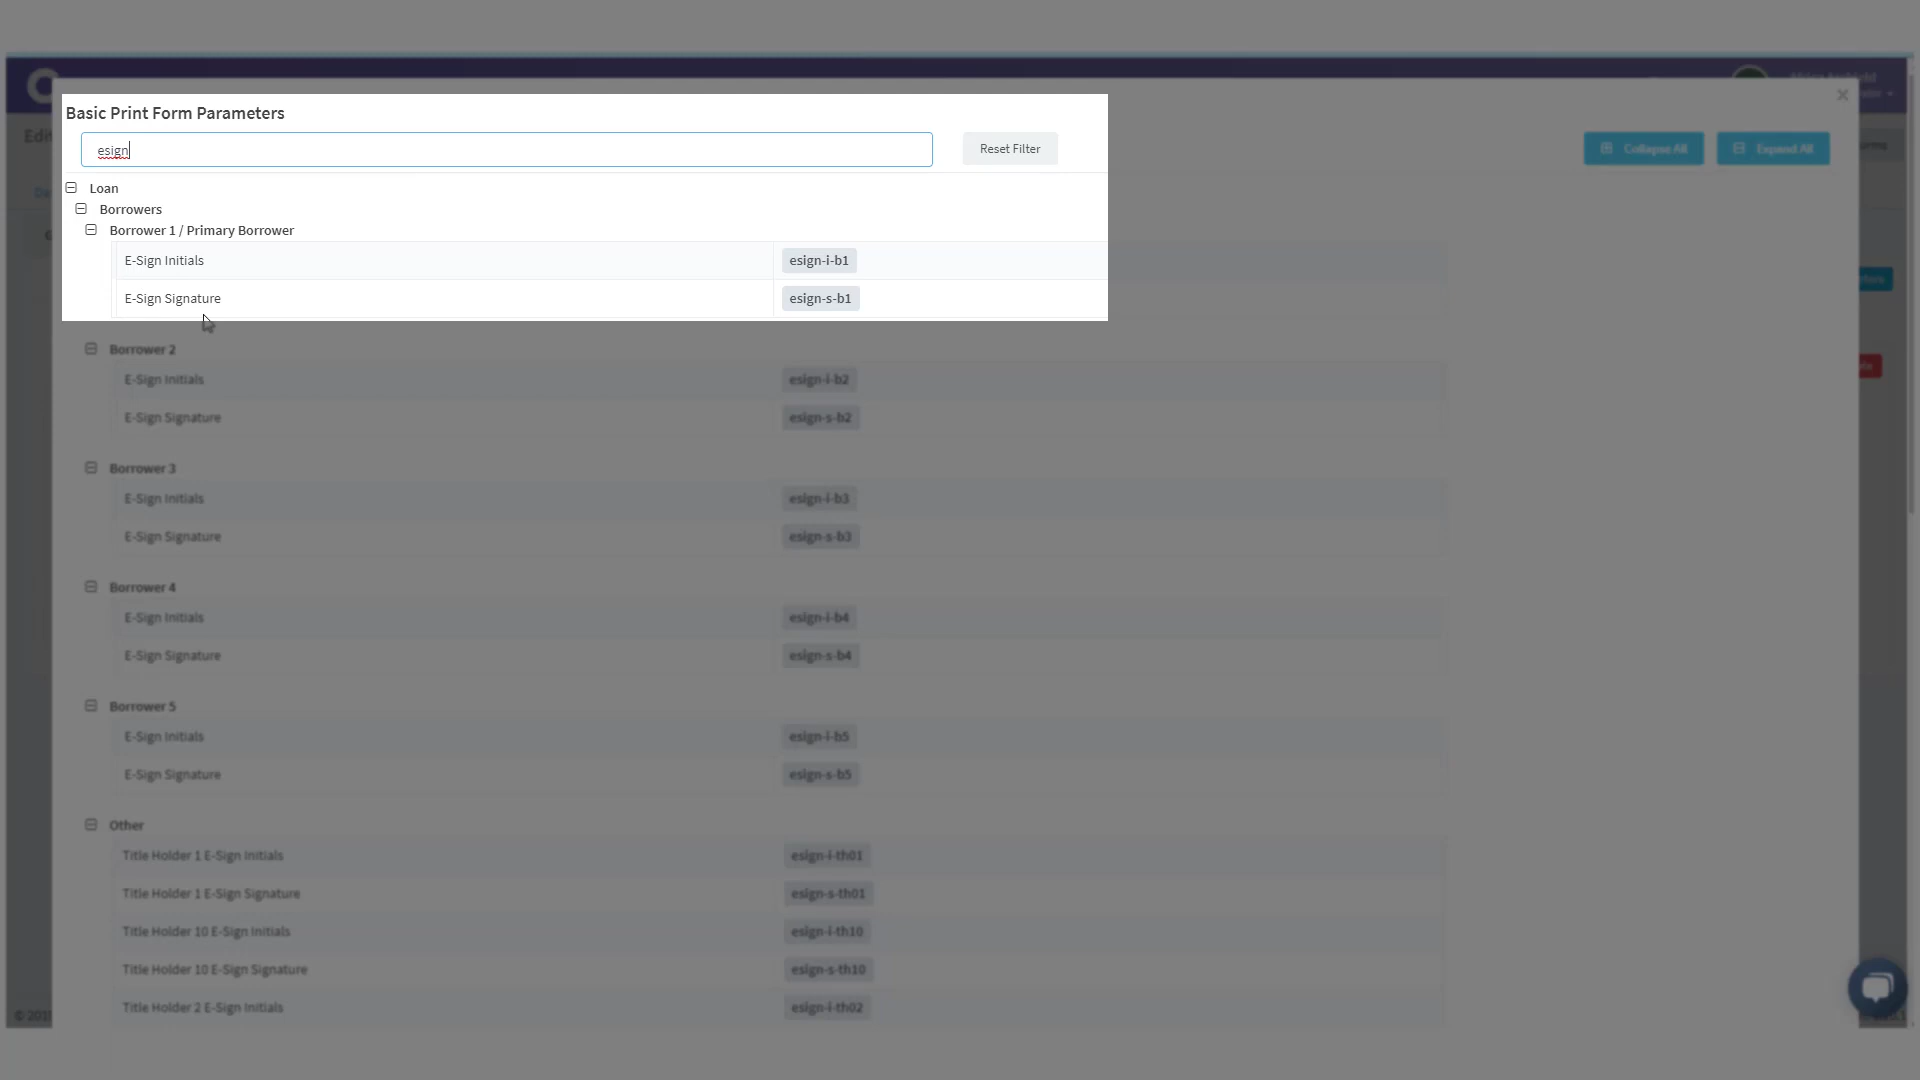 Basic Print Form Parameters
esign
Reset Filter
Collapse All
Expand All
Loan
Borrowers
Borrower 1 / Primary Borrower
E-Sign Initials esign-i-b1
E-Sign Signature esign-s-b1
Borrower 2
E-Sign Initials esign-i-b2
E-Sign Signature esign-s-b2
Borrower 3
E-Sign Initials esign-i-b3
E-Sign Signature esign-s-b3
Borrower 4
E-Sign Initials esign-i-b4
E-Sign Signature esign-s-b4
Borrower 5
E-Sign Initials esign-i-b5
E-Sign Signature esign-s-b5
Other
Title Holder 1 E-Sign Initials esign-i-th01
Title Holder 1 E-Sign Signature esign-s-th01
Title Holder 10 E-Sign Initials esign-i-th10
Title Holder 10 E-Sign Signature esign-s-th10
Title Holder 2 E-Sign Initials esign-i-th02